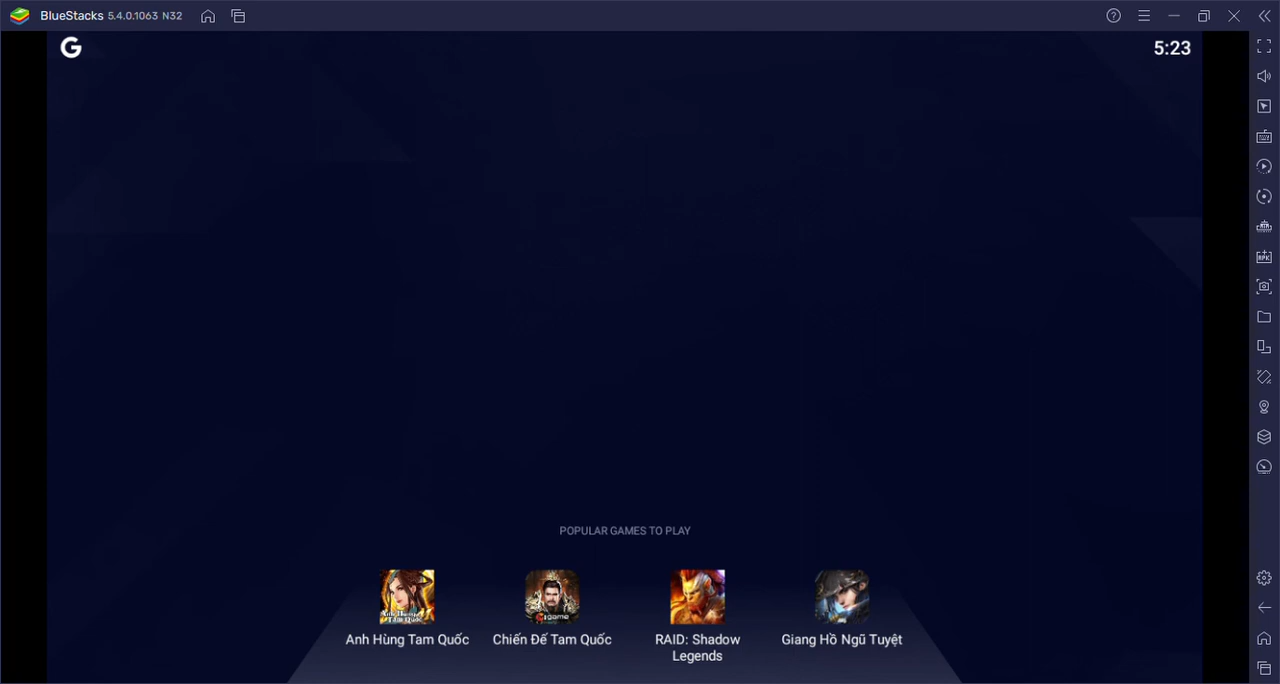 BlueStacks 5.4.0.1063 N32
G
5:23
POPULAR GAMES TO PLAY
Anh Hùng Tam Quốc
Chiến Đế Tam Quốc
RAID: Shadow
Legends
Giang Hồ Ngũ Tuyệt